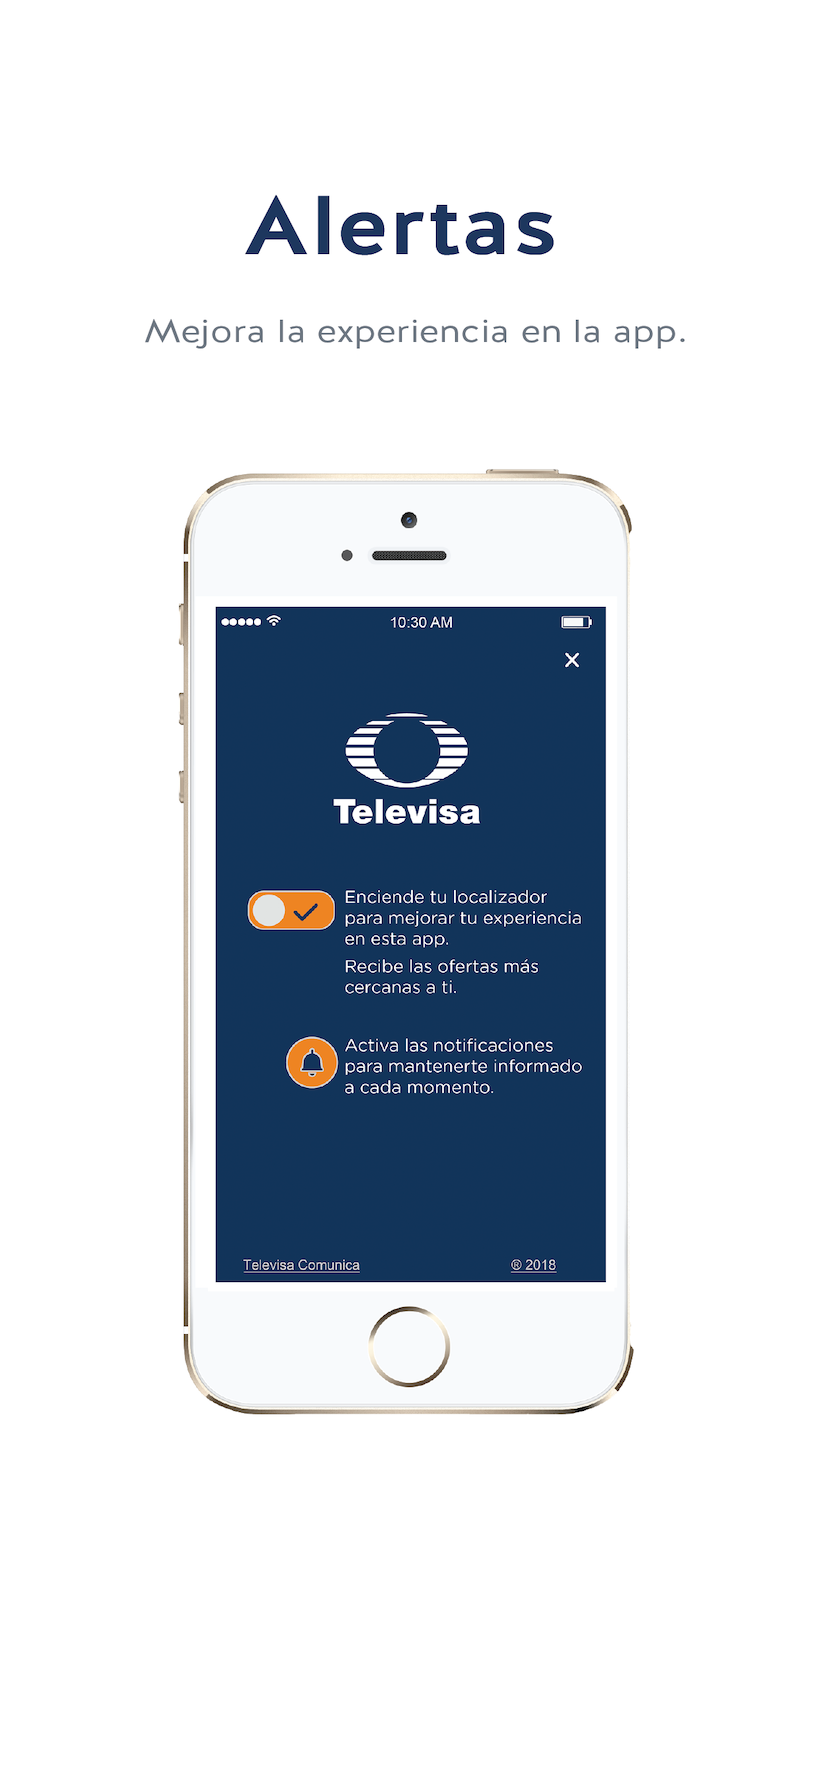 Alertas
Mejora la experiencia en la app.
10:30 AM
Televisa
Enciende tu localizador
para mejorar tu experiencia
en esta app.
Recibe las ofertas más
cercanas a ti.
Activa las notificaciones
para mantenerte informado
a cada momento.
Televisa Comunica ® 2018